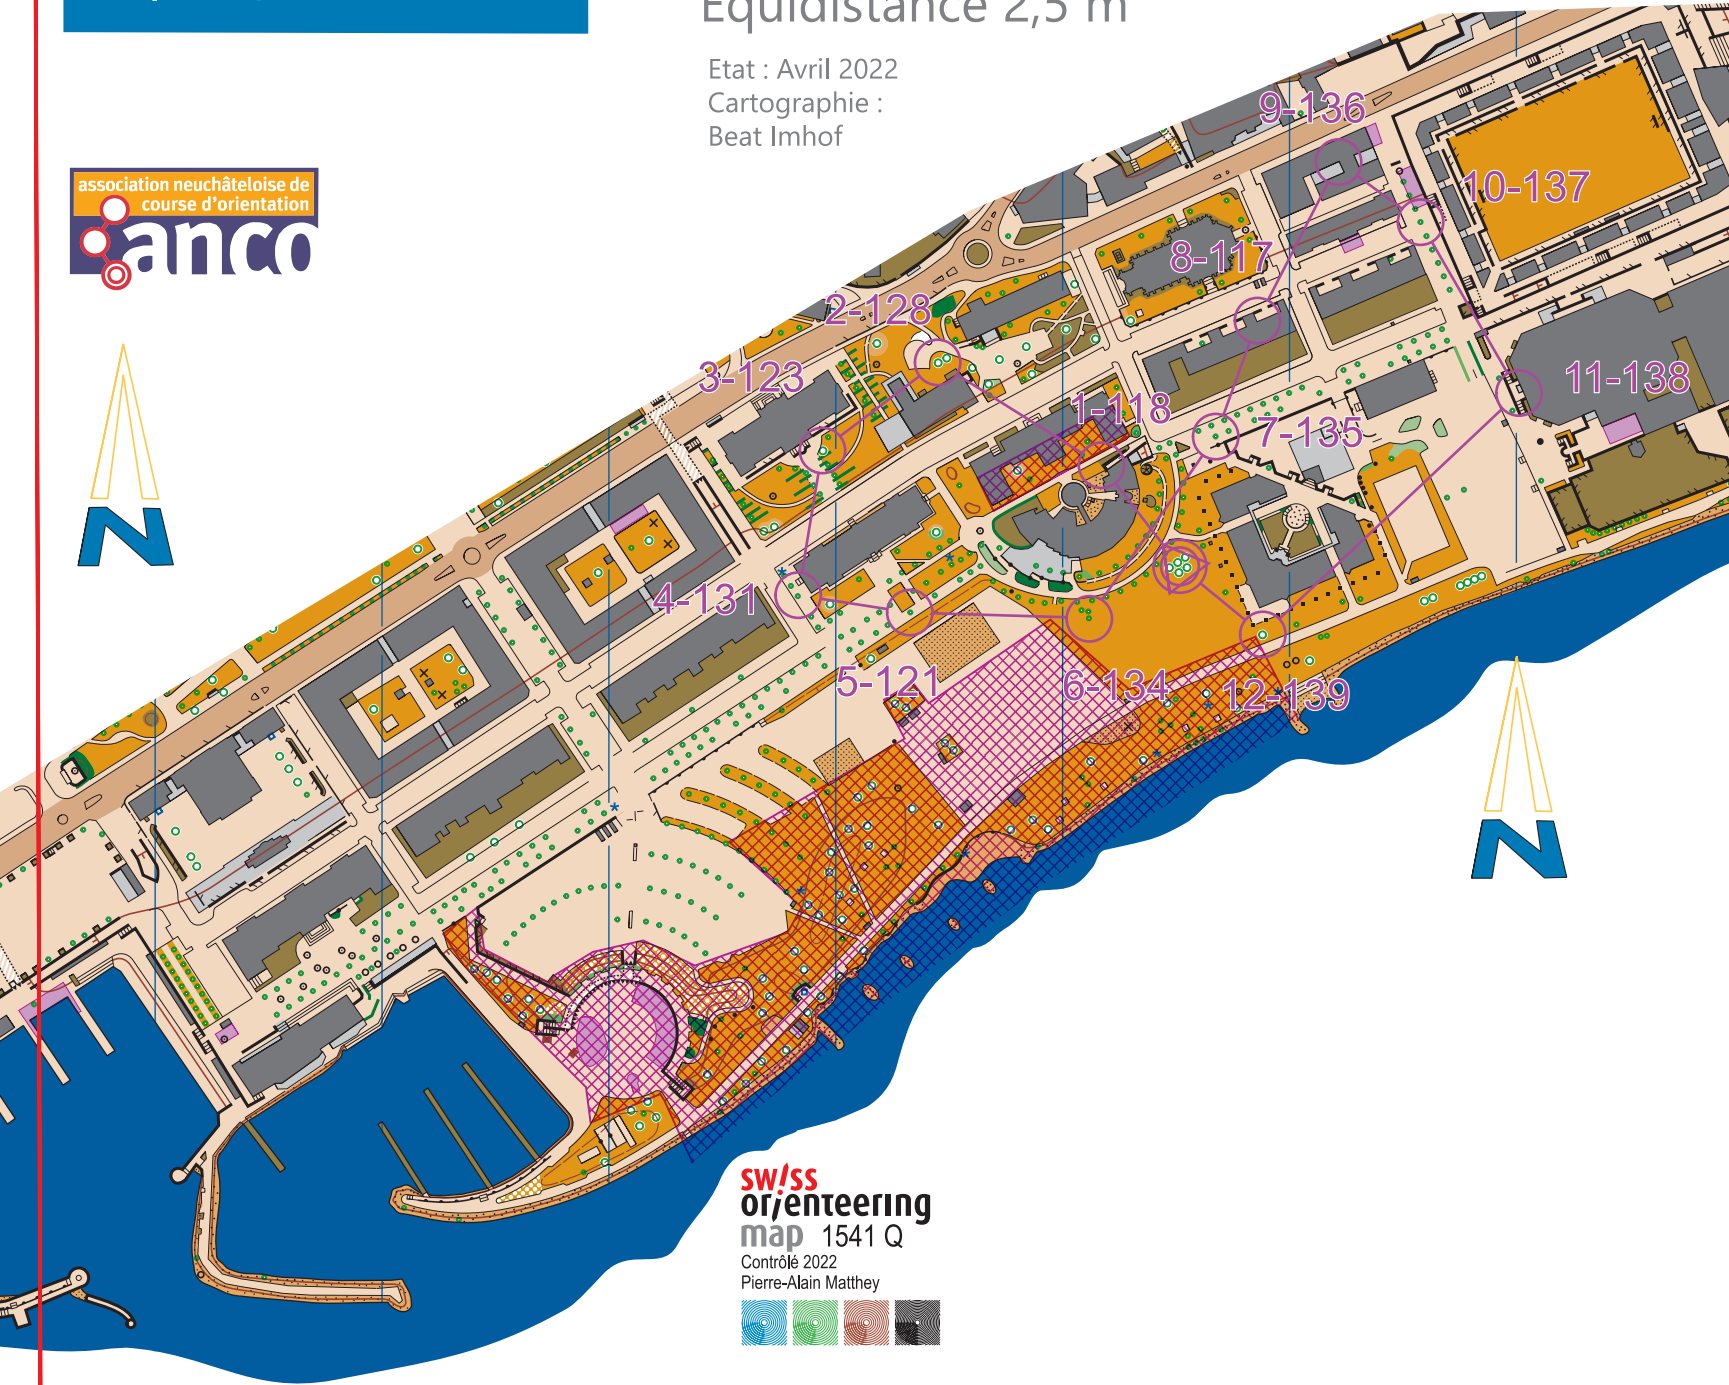 Equidistance 2,5 m
Etat : Avril 2022
Cartographie :
Beat Imhof
association neuchâteloise de
course d'orientation
anco
9-136
10-137
8-117
2-128
3-123
11-138
1-118
7-135
4-131
5-121
6-134
12-139
N
N
swiss
orienteering
map 1541 Q
Contrôlé 2022
Pierre-Alain Matthey